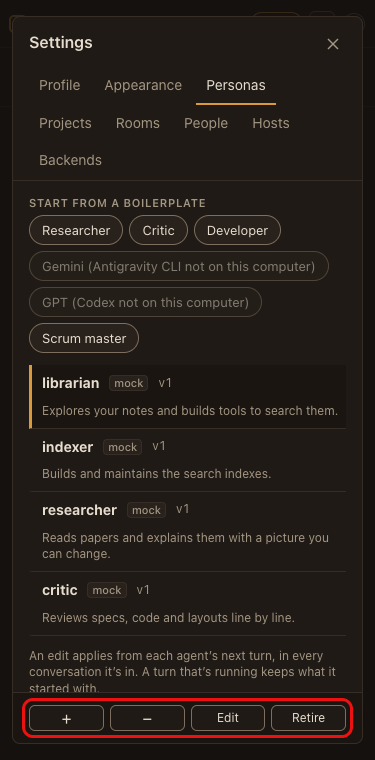 Settings
Profile Appearance Personas
Projects Rooms People Hosts
Backends
START FROM A BOILERPLATE
Researcher Critic Developer
Gemini (Antigravity CLI not on this computer)
GPT (Codex not on this computer)
Scrum master
librarian mock v1
Explores your notes and builds tools to search them.
indexer mock v1
Builds and maintains the search indexes.
researcher mock v1
Reads papers and explains them with a picture you
can change.
critic mock v1
Reviews specs, code and layouts line by line.
An edit applies from each agent’s next turn, in every
conversation it’s in. A turn that’s running keeps what it
started with.
+ − Edit Retire